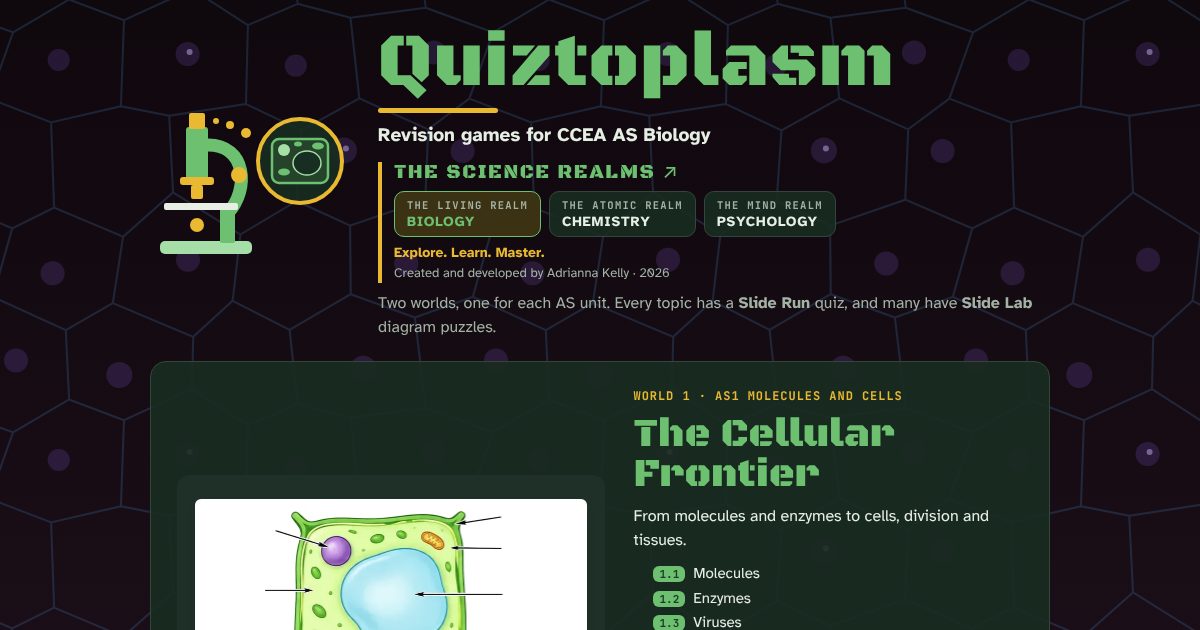 Quiztoplasm
Revision games for CCEA AS Biology
THE SCIENCE REALMS ↗
THE LIVING REALM
BIOLOGY
THE ATOMIC REALM
CHEMISTRY
THE MIND REALM
PSYCHOLOGY
Explore. Learn. Master.
Created and developed by Adrianna Kelly · 2026
Two worlds, one for each AS unit. Every topic has a Slide Run quiz, and many have Slide Lab
diagram puzzles.
WORLD 1 · AS1 MOLECULES AND CELLS
The Cellular
Frontier
From molecules and enzymes to cells, division and
tissues.
1.1 Molecules
1.2 Enzymes
1.3 Viruses